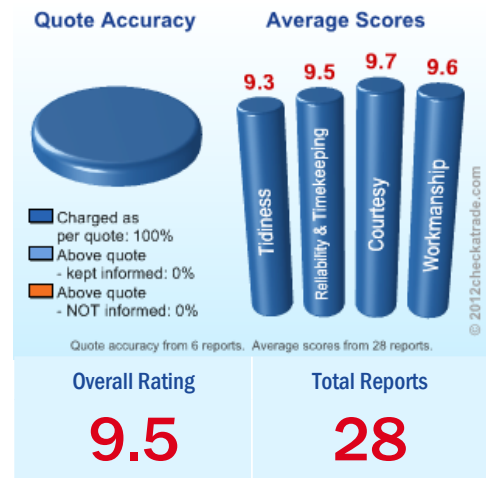 Quote Accuracy
Charged as
per quote: 100%
Above quote
- kept informed: 0%
Above quote
- NOT informed: 0%
Average Scores
9.3
9.5
9.7
9.6
Tidiness
Reliability & Timekeeping
Courtesy
Workmanship
© 2012checkatrade.com
Quote accuracy from 6 reports. Average scores from 28 reports.
Overall Rating
9.5
Total Reports
28